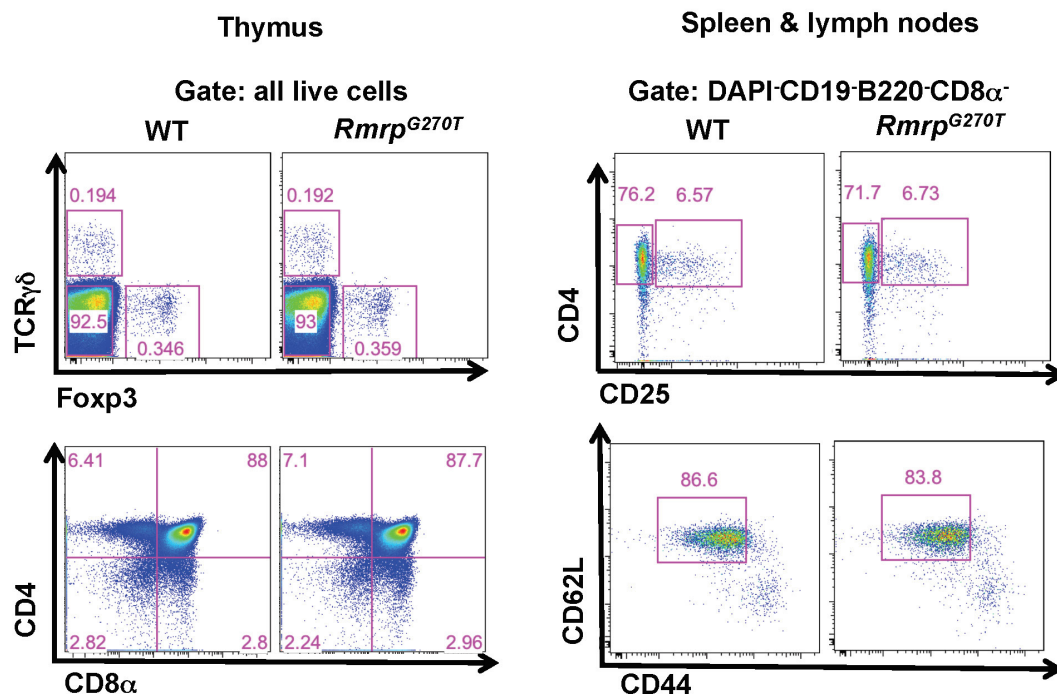 Thymus
Gate: all live cells
WT RmrpG270T
0.194
92.5
0.346
0.192
93
0.359
TCRγδ
Foxp3
6.41 88
2.82 2.8
7.1 87.7
2.24 2.96
CD4
CD8α
Spleen & lymph nodes
Gate: DAPI-CD19-B220-CD8α-
WT RmrpG270T
76.2 6.57
71.7 6.73
CD4
CD25
86.6
83.8
CD62L
CD44